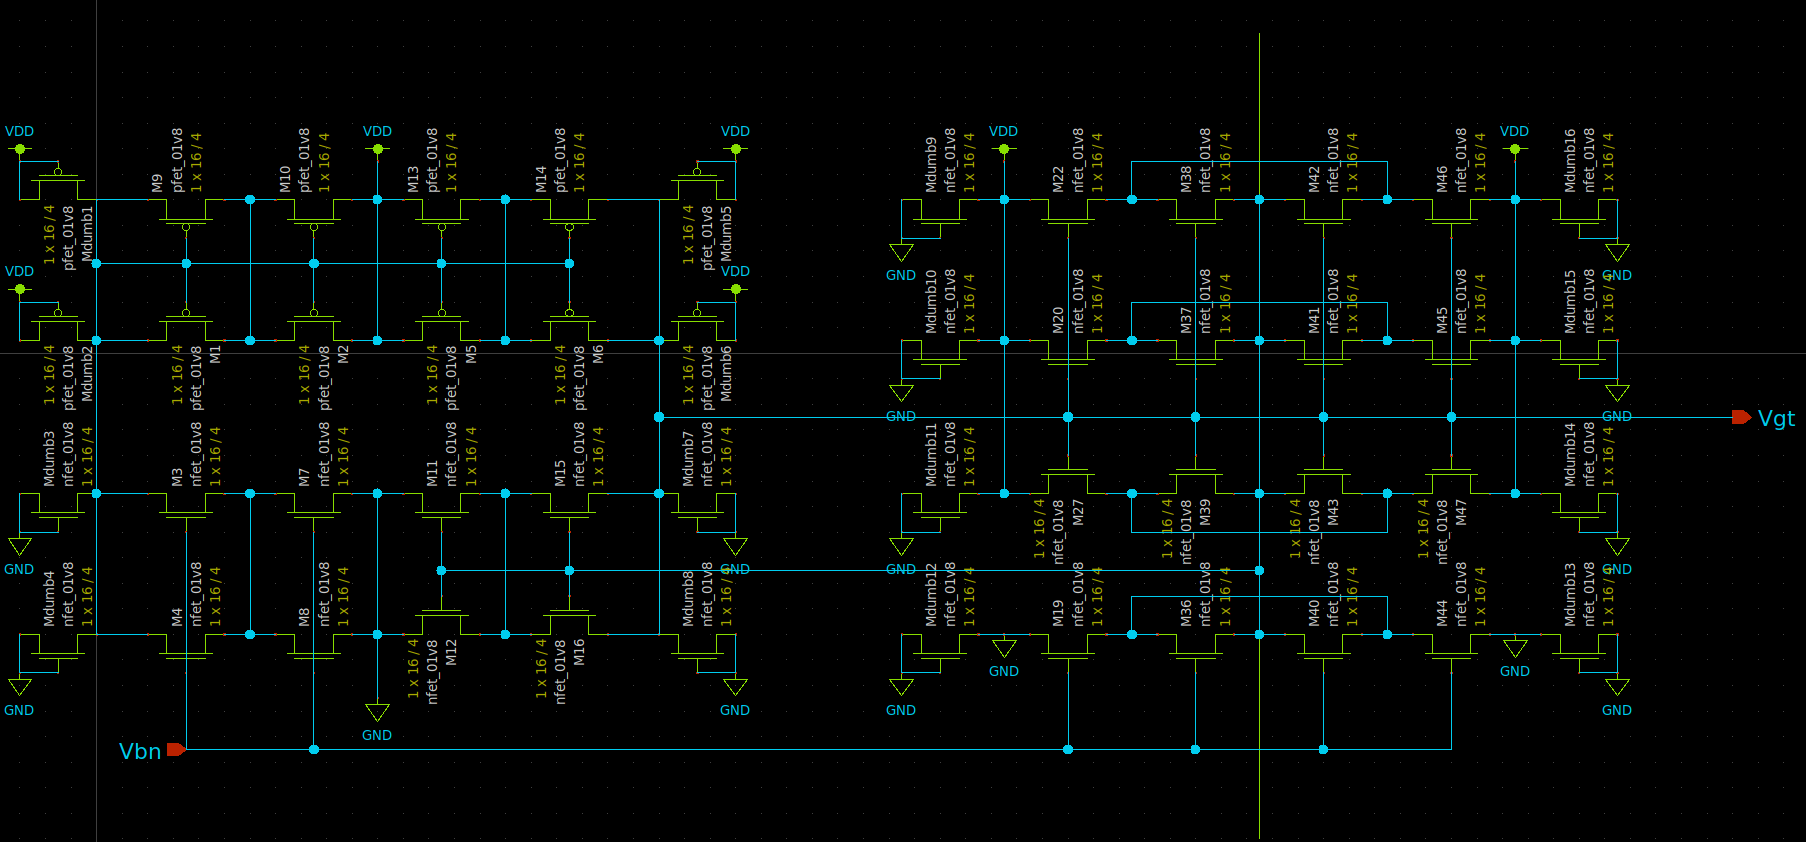 VDD
VDD
VDD
VDD
VDD
M9
pfet_01v8
1 x 16 / 4
M10
pfet_01v8
1 x 16 / 4
M13
pfet_01v8
1 x 16 / 4
M14
pfet_01v8
1 x 16 / 4
Mdumb9
nfet_01v8
1 x 16 / 4
M22
nfet_01v8
1 x 16 / 4
M38
nfet_01v8
1 x 16 / 4
M42
nfet_01v8
1 x 16 / 4
M46
nfet_01v8
1 x 16 / 4
Mdumb16
nfet_01v8
1 x 16 / 4
1 x 16 / 4
pfet_01v8
Mdumb1
1 x 16 / 4
pfet_01v8
Mdumb5
GND
GND
VDD
VDD
Mdumb10
nfet_01v8
1 x 16 / 4
M20
nfet_01v8
1 x 16 / 4
M37
nfet_01v8
1 x 16 / 4
M41
nfet_01v8
1 x 16 / 4
M45
nfet_01v8
1 x 16 / 4
Mdumb15
nfet_01v8
1 x 16 / 4
1 x 16 / 4
pfet_01v8
Mdumb2
1 x 16 / 4
pfet_01v8
M1
1 x 16 / 4
pfet_01v8
M2
1 x 16 / 4
pfet_01v8
M5
1 x 16 / 4
pfet_01v8
M6
1 x 16 / 4
pfet_01v8
Mdumb6
GND
GND
Vgt
Mdumb3
nfet_01v8
1 x 16 / 4
M3
nfet_01v8
1 x 16 / 4
M7
nfet_01v8
1 x 16 / 4
M11
nfet_01v8
1 x 16 / 4
M15
nfet_01v8
1 x 16 / 4
Mdumb7
nfet_01v8
1 x 16 / 4
Mdumb11
nfet_01v8
1 x 16 / 4
Mdumb14
nfet_01v8
1 x 16 / 4
1 x 16 / 4
nfet_01v8
M27
1 x 16 / 4
nfet_01v8
M39
1 x 16 / 4
nfet_01v8
M43
1 x 16 / 4
nfet_01v8
M47
GND
GND
GND
GND
Mdumb4
nfet_01v8
1 x 16 / 4
M4
nfet_01v8
1 x 16 / 4
M8
nfet_01v8
1 x 16 / 4
1 x 16 / 4
nfet_01v8
M12
1 x 16 / 4
nfet_01v8
M16
Mdumb8
nfet_01v8
1 x 16 / 4
Mdumb12
nfet_01v8
1 x 16 / 4
M19
nfet_01v8
1 x 16 / 4
M36
nfet_01v8
1 x 16 / 4
M40
nfet_01v8
1 x 16 / 4
M44
nfet_01v8
1 x 16 / 4
Mdumb13
nfet_01v8
1 x 16 / 4
GND
GND
GND
GND
GND
GND
GND
Vbn